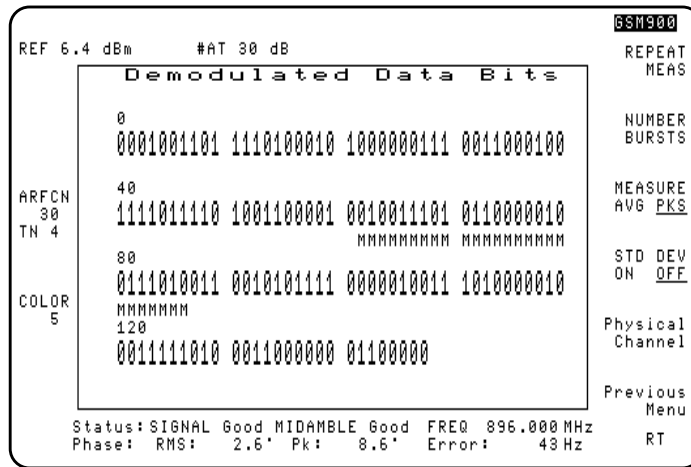 GSM900
REF 6.4 dBm #AT 30 dB
REPEAT
MEAS
Demodulated Data Bits
0
0001001101 1110100010 1000000111 0011000100
NUMBER
BURSTS
40
1111011110 1001100001 0010011101 0110000010
MMMMMMMMM MMMMMMMMMM
ARFCN
30
TN 4
MEASURE
AVG PKS
80
0111010011 0010101111 0000010011 1010000010
MMMMMMM
STD DEV
ON OFF
COLOR
5
120
0011111010 0011000000 01100000
Physical
Channel
Previous
Menu
Status: SIGNAL Good MIDAMBLE Good FREQ 896.000 MHz
Phase: RMS: 2.6° Pk: 8.6° Error: 43 Hz
RT